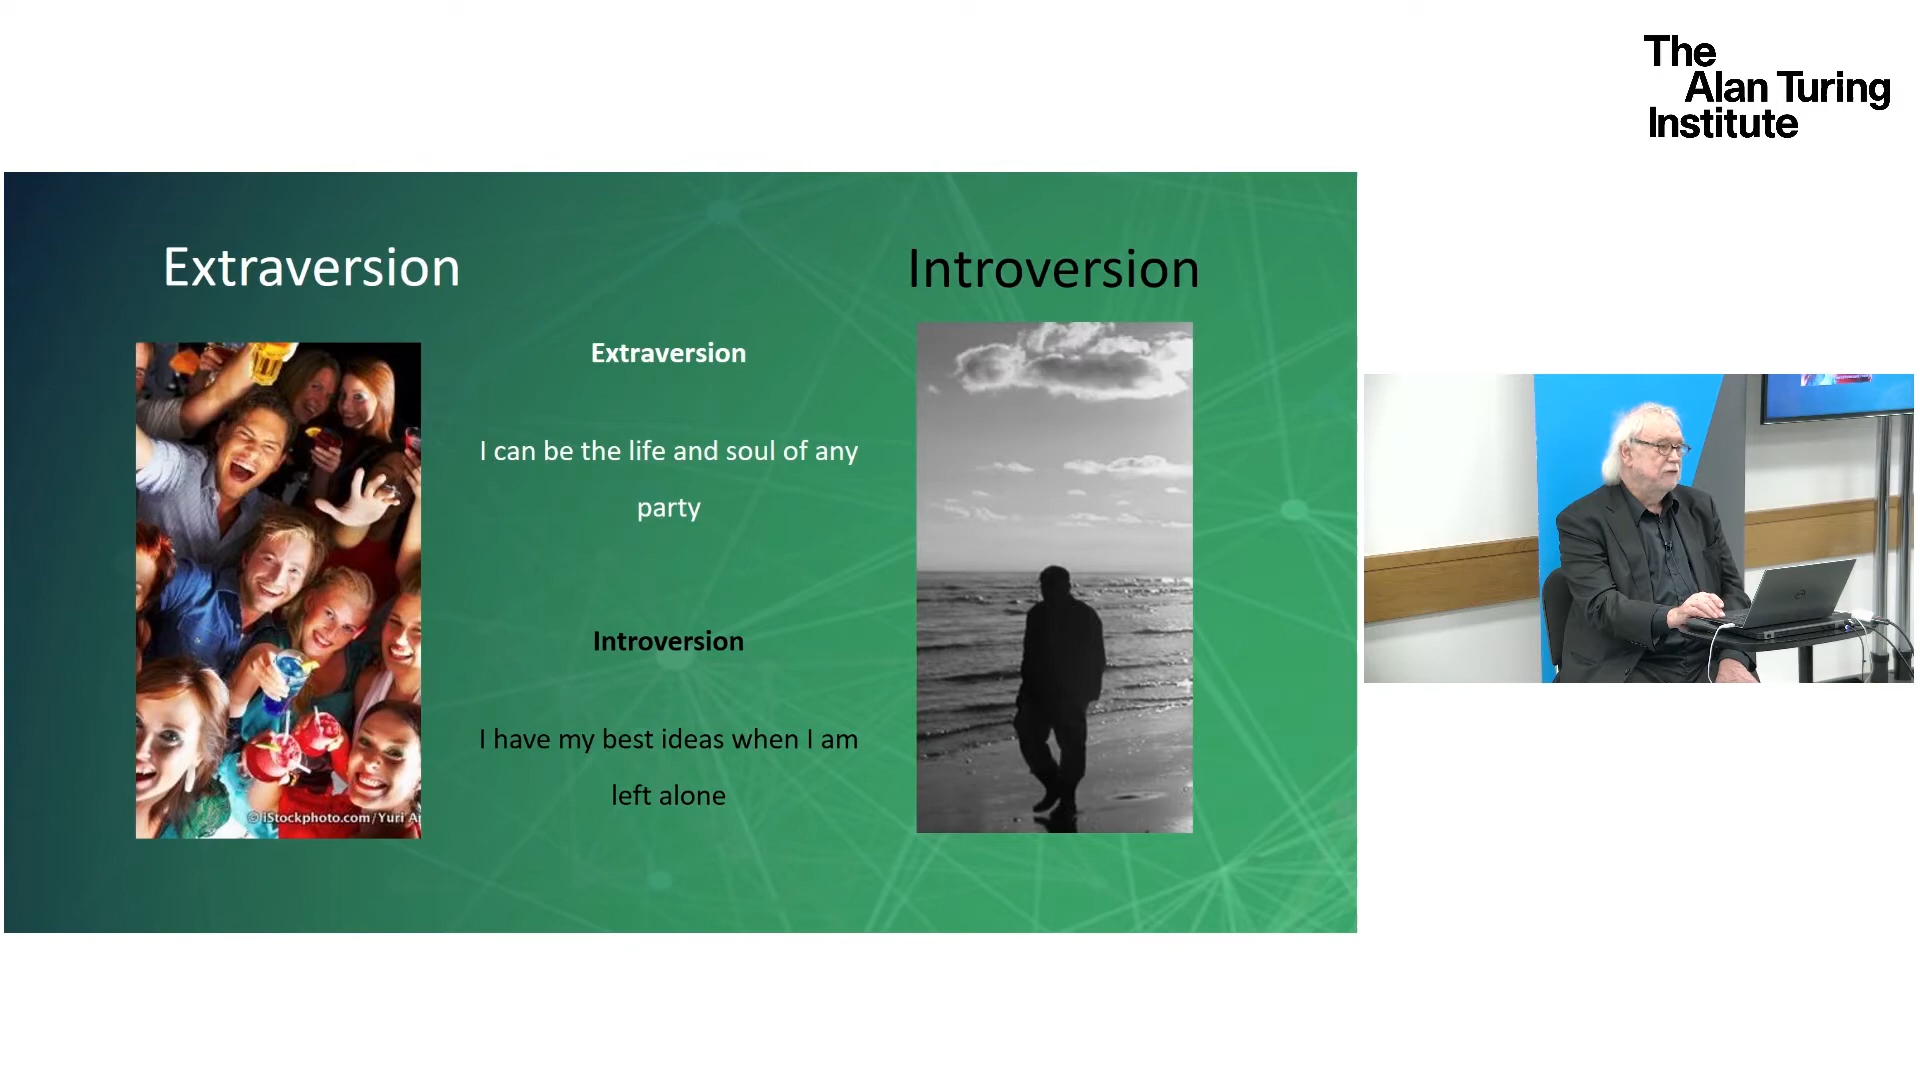 The
Alan Turing
Institute
Extraversion
Introversion
Extraversion
I can be the life and soul of any
party
Introversion
I have my best ideas when I am
left alone
©iStockphoto.com/Yuri